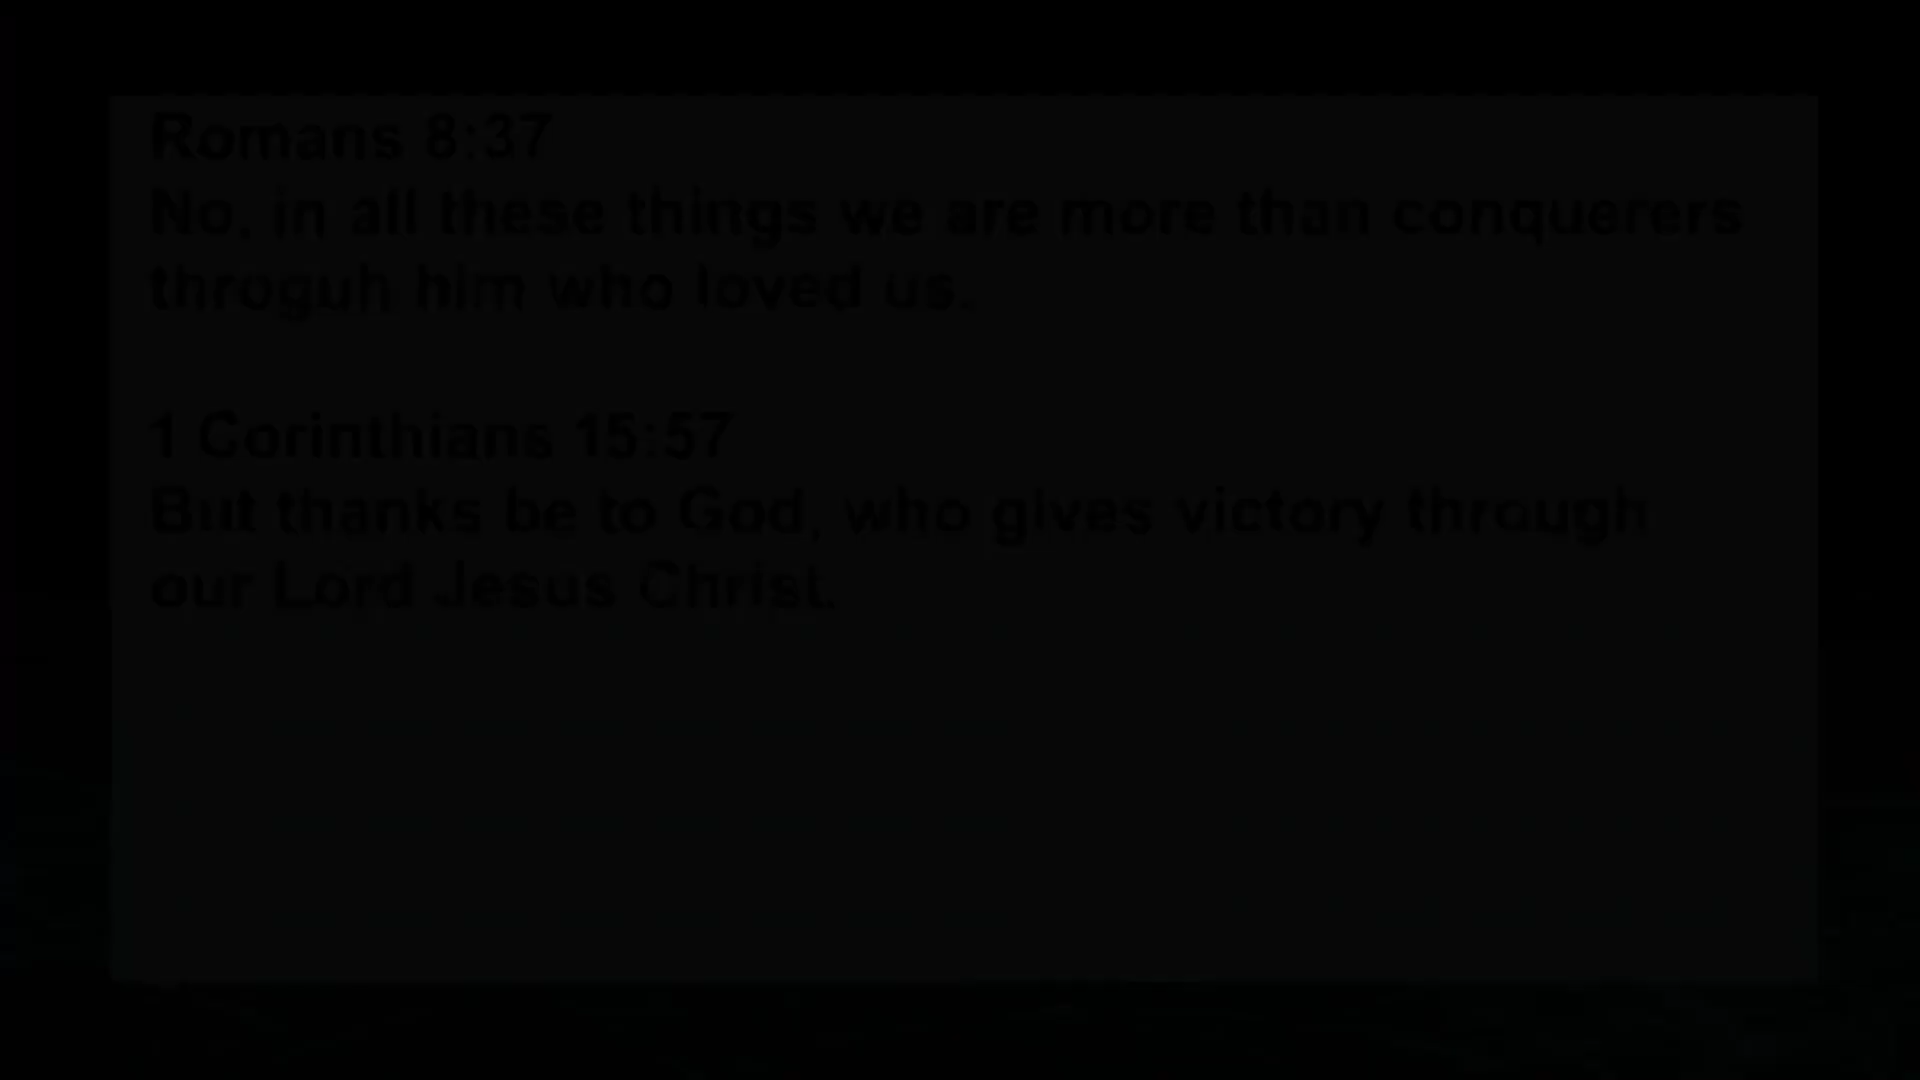 Romans 8:37
No, in all these things we are more than conquerers
throguh him who loved us.
1 Corinthians 15:57
But thanks be to God, who gives victory through
our Lord Jesus Christ.